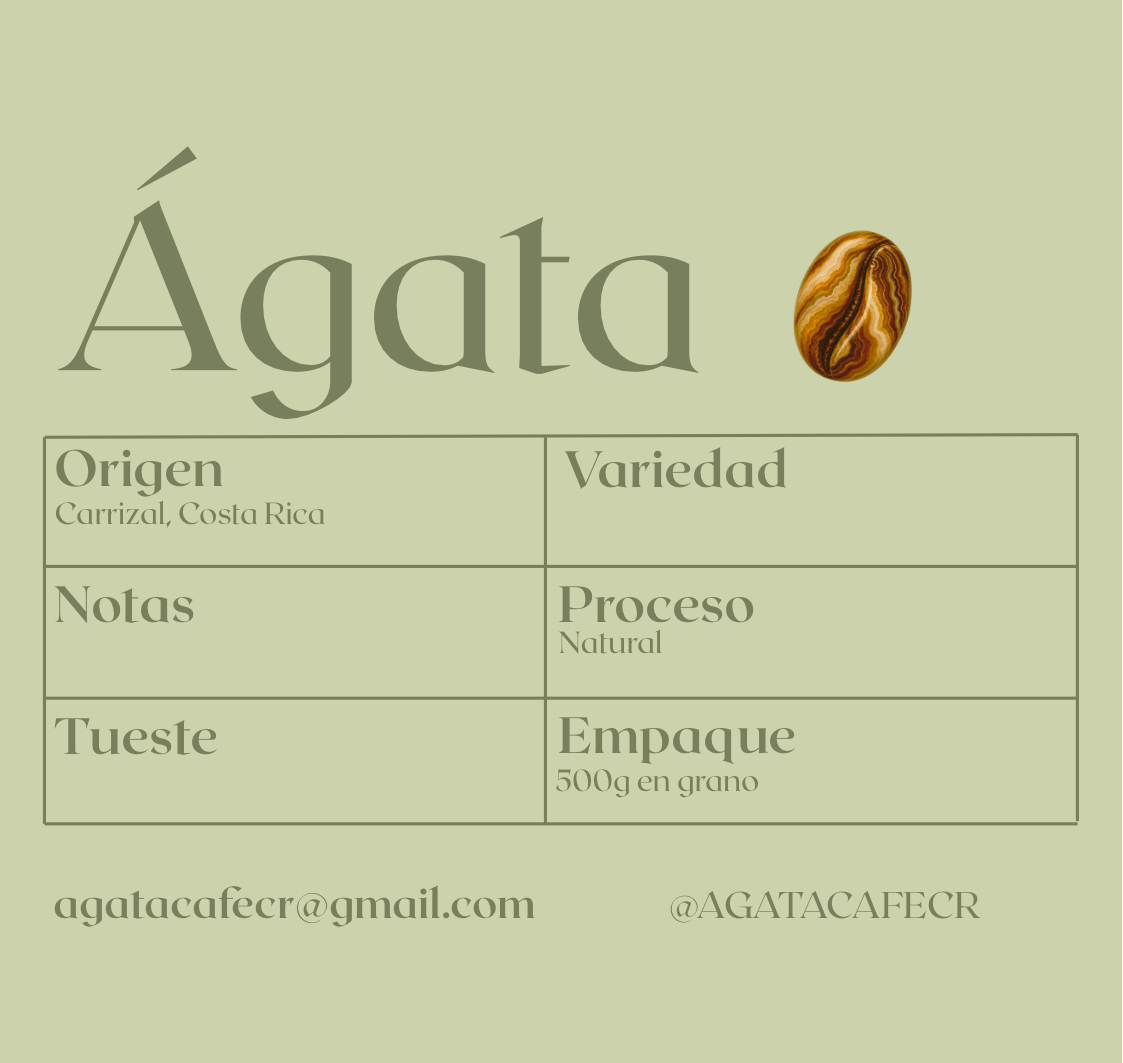 Ágata
Origen
Carrizal, Costa Rica
Variedad
Notas
Proceso
Natural
Tueste
Empaque
500g en grano
agatacafecr@gmail.com
@AGATACAFECR